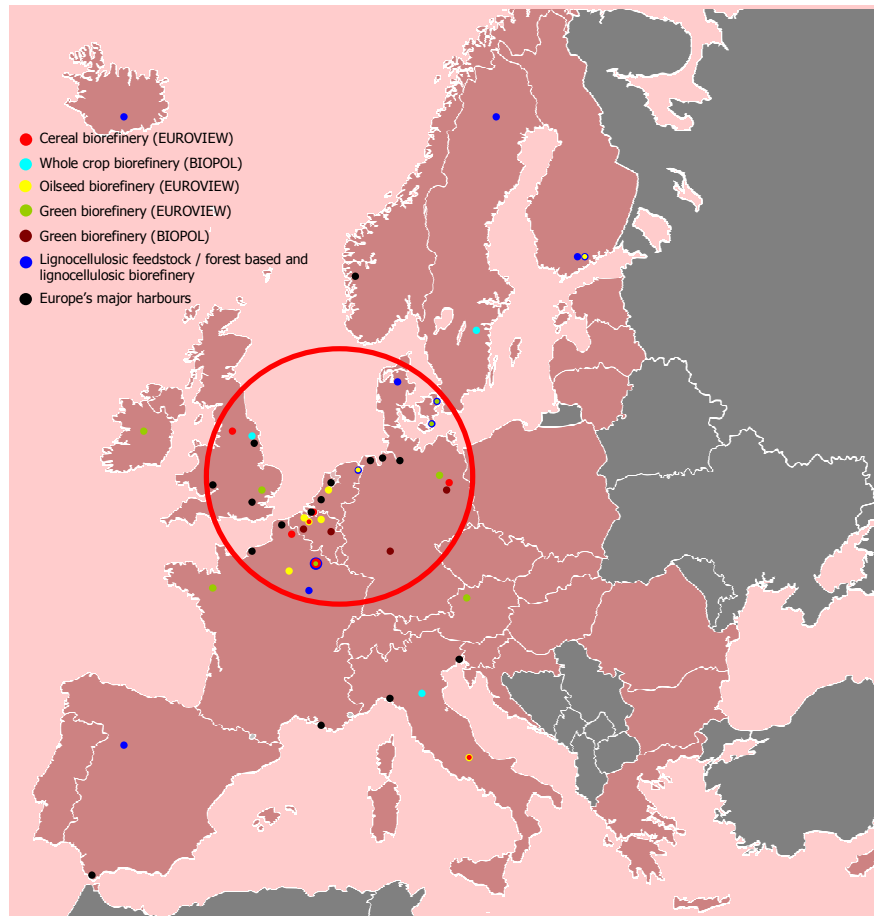 Cereal biorefinery (EUROVIEW)
Whole crop biorefinery (BIOPOL)
Oilseed biorefinery (EUROVIEW)
Green biorefinery (EUROVIEW)
Green biorefinery (BIOPOL)
Lignocellulosic feedstock / forest based and
lignocellulosic biorefinery
Europe's major harbours